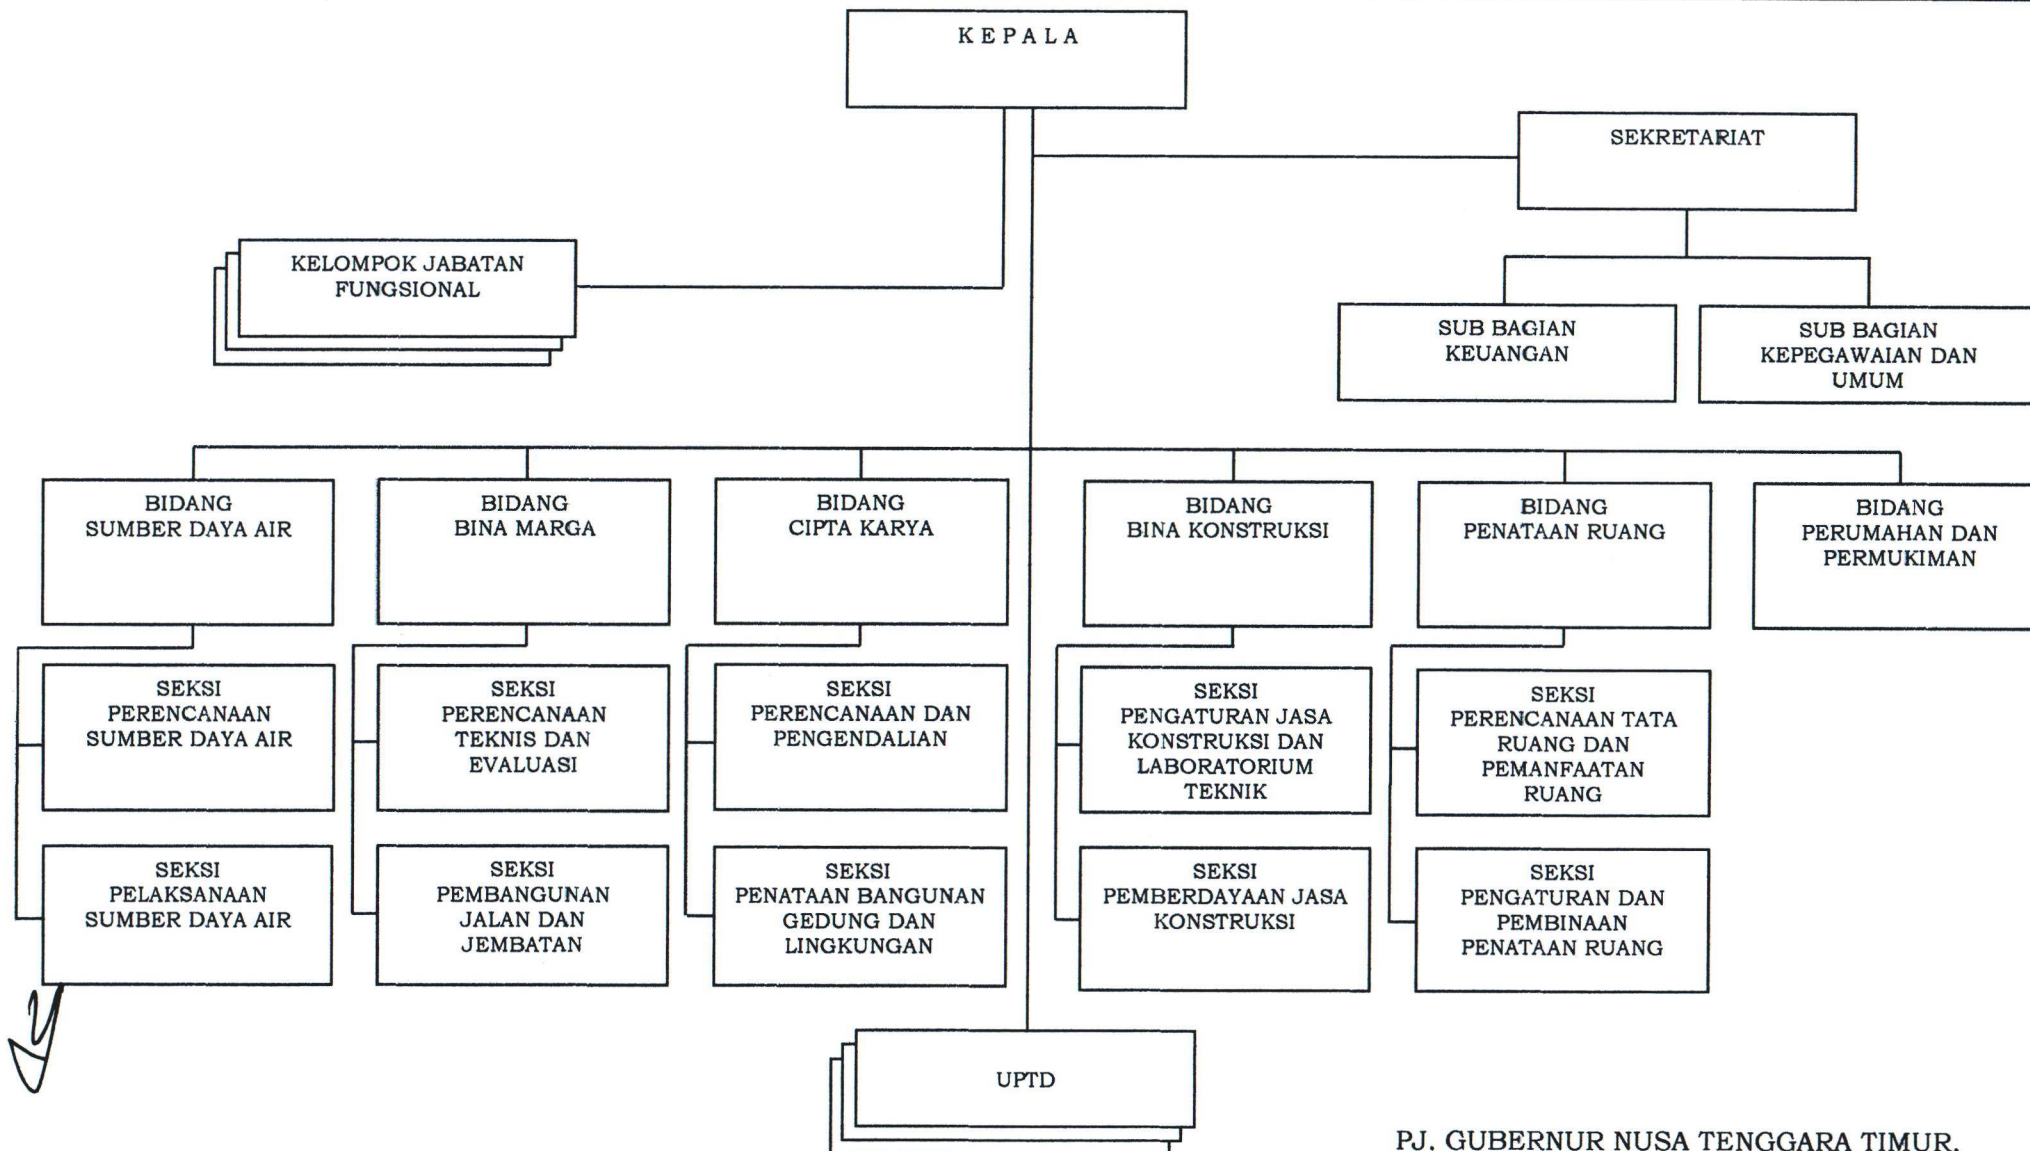 KEPALA
SEKRETARIAT
KELOMPOK JABATAN
FUNGSIONAL
SUB BAGIAN
KEUANGAN
SUB BAGIAN
KEPEGAWAIAN DAN
UMUM
BIDANG
SUMBER DAYA AIR
BIDANG
BINA MARGA
BIDANG
CIPTA KARYA
BIDANG
BINA KONSTRUKSI
BIDANG
PENATAAN RUANG
BIDANG
PERUMAHAN DAN
PERMUKIMAN
SEKSI
PERENCANAAN
SUMBER DAYA AIR
SEKSI
PERENCANAAN
TEKNIS DAN
EVALUASI
SEKSI
PERENCANAAN DAN
PENGENDALIAN
SEKSI
PENGATURAN JASA
KONSTRUKSI DAN
LABORATORIUM
TEKNIK
SEKSI
PERENCANAAN TATA
RUANG DAN
PEMANFAATAN
RUANG
SEKSI
PELAKSANAAN
SUMBER DAYA AIR
SEKSI
PEMBANGUNAN
JALAN DAN
JEMBATAN
SEKSI
PENATAAN BANGUNAN
GEDUNG DAN
LINGKUNGAN
SEKSI
PEMBERDAYAAN JASA
KONSTRUKSI
SEKSI
PENGATURAN DAN
PEMBINAAN
PENATAAN RUANG
UPTD
PJ. GUBERNUR NUSA TENGGARA TIMUR,